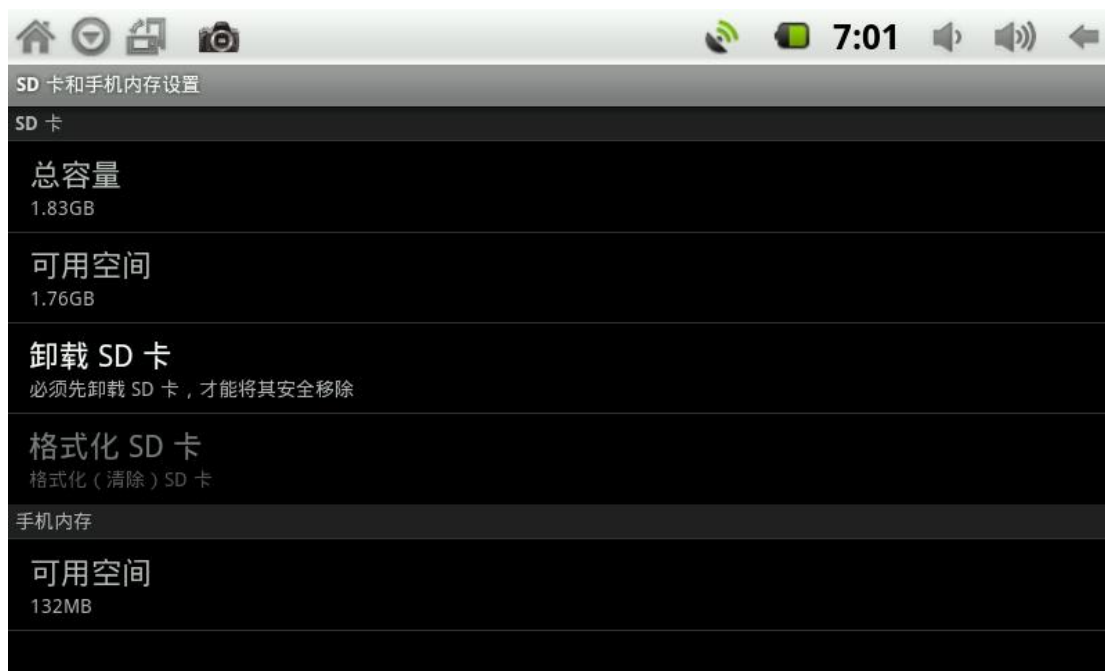 7:01
SD 卡和手机内存设置
SD 卡
总容量
1.83GB
可用空间
1.76GB
卸载 SD 卡
必须先卸载 SD 卡，才能将其安全移除
格式化 SD 卡
格式化（清除）SD 卡
手机内存
可用空间
132MB